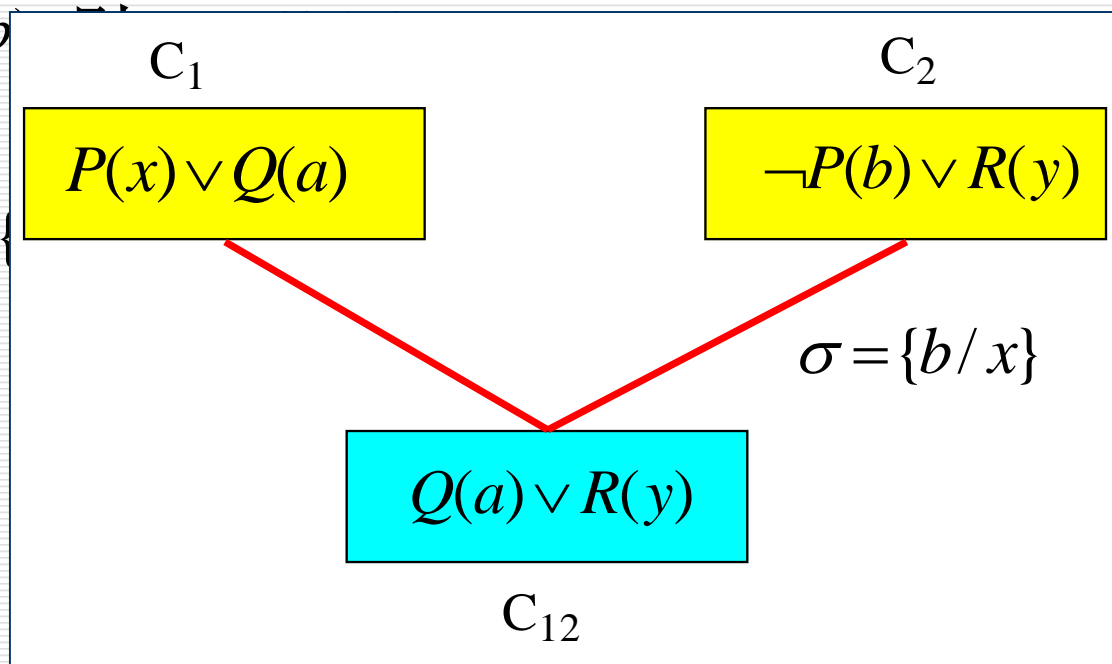 C₁ C₂
P(x)∨Q(a) ¬P(b)∨R(y)
σ={b/x}
Q(a)∨R(y)
C₁₂